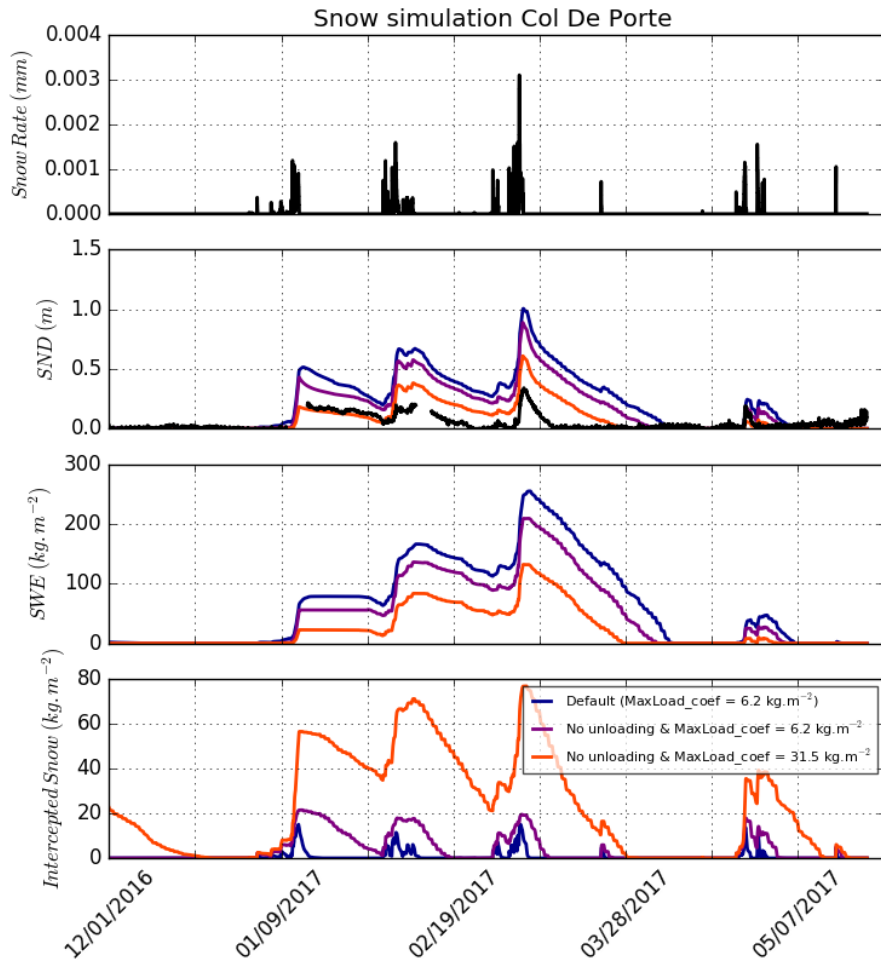 Snow simulation Col De Porte
0.004
0.003
0.002
0.001
0.000
Snow Rate (mm)
1.5
1.0
0.5
0.0
SND (m)
300
200
100
0
SWE (kg.m⁻²)
80
60
40
20
0
Intercepted Snow (kg.m⁻²)
Default (MaxLoad_coef = 6.2 kg.m⁻²)
No unloading & MaxLoad_coef = 6.2 kg.m⁻²
No unloading & MaxLoad_coef = 31.5 kg.m⁻²
12/01/2016
01/09/2017
02/19/2017
03/28/2017
05/07/2017